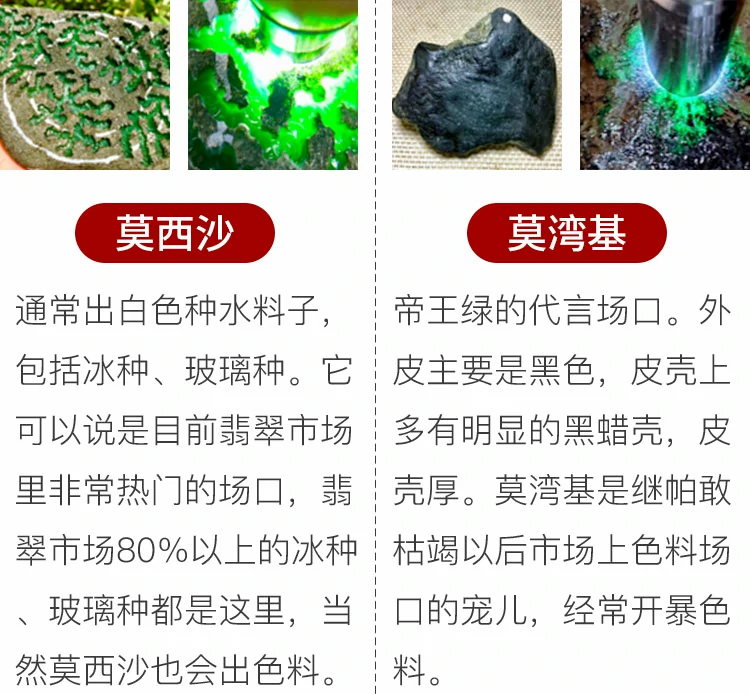 莫西沙
通常出白色种水料子，
包括冰种、玻璃种。它
可以说是目前翡翠市场
里非常热门的场口，翡
翠市场80%以上的冰种
、玻璃种都是这里，当
然莫西沙也会出色料。
莫湾基
帝王绿的代言场口。外
皮主要是黑色，皮壳上
多有明显的黑蜡壳，皮
壳厚。莫湾基是继帕敢
枯竭以后市场上色料场
口的宠儿，经常开暴色
料。